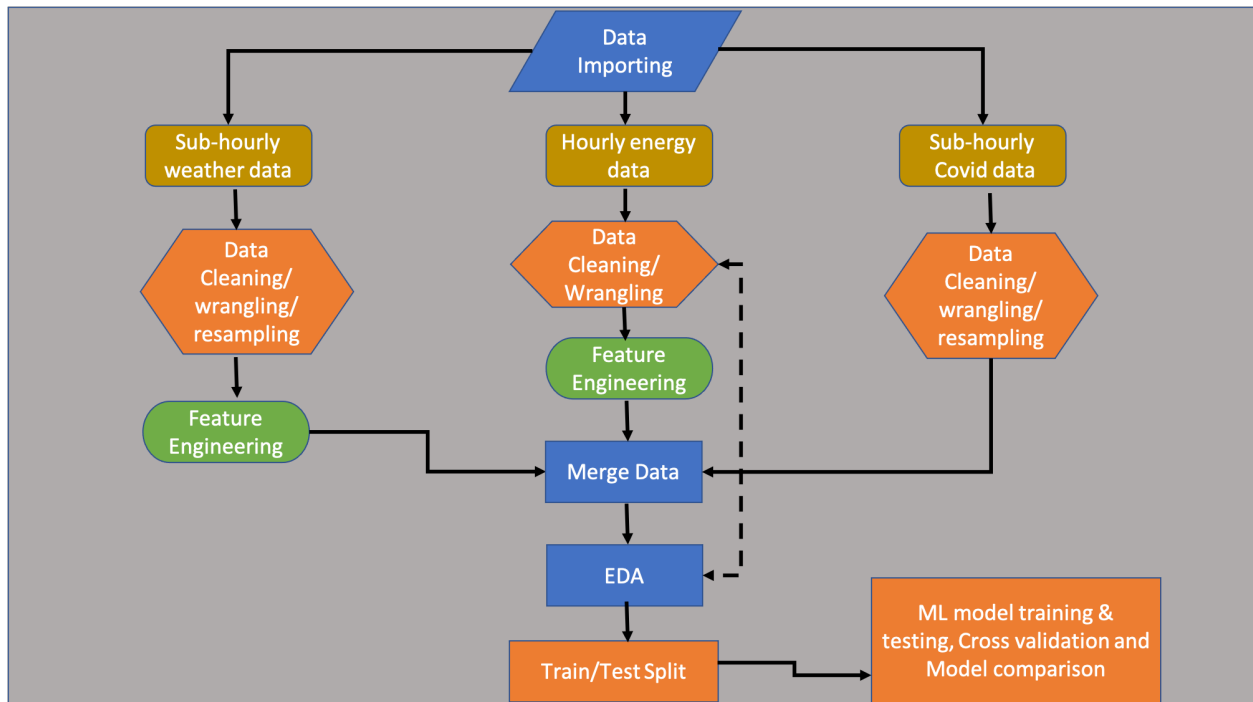 Data
Importing
Sub-hourly
weather data
Hourly energy
data
Sub-hourly
Covid data
Data
Cleaning/
wrangling/
resampling
Data
Cleaning/
Wrangling
Data
Cleaning/
wrangling/
resampling
Feature
Engineering
Feature
Engineering
Merge Data
EDA
Train/Test Split
ML model training &
testing, Cross validation and
Model comparison